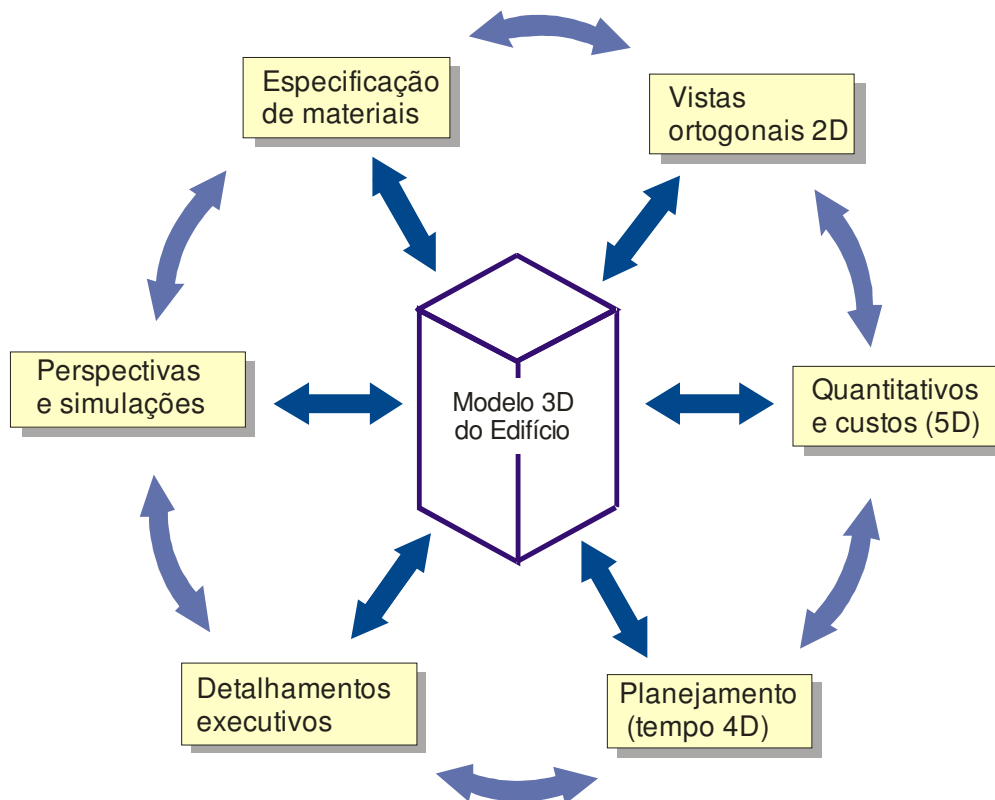 Especificação
de materiais
Vistas
ortogonais 2D
Perspectivas
e simulações
Modelo 3D
do Edifício
Quantitativos
e custos (5D)
Detalhamentos
executivos
Planejamento
(tempo 4D)